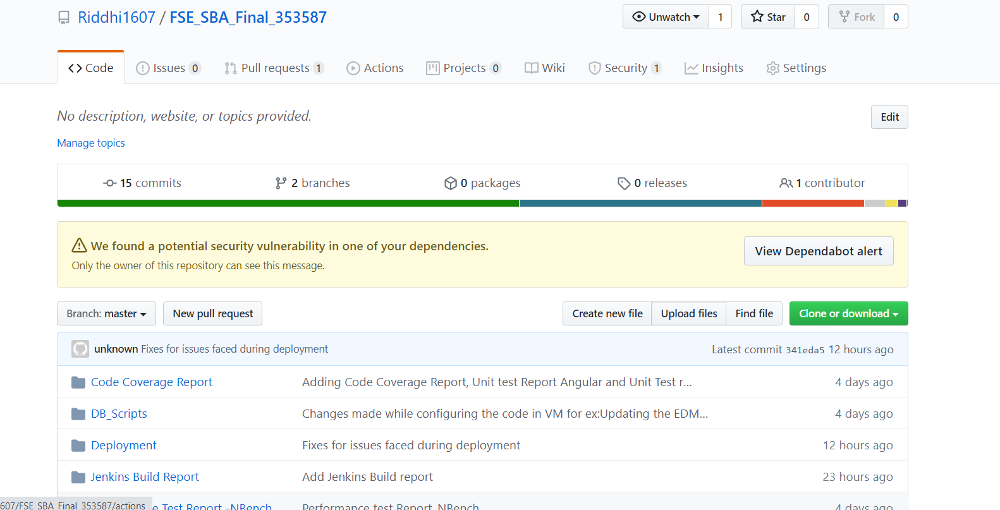 Riddhi1607 / FSE_SBA_Final_353587
Unwatch 1 Star 0 Fork 0
Code Issues 0 Pull requests 1 Actions Projects 0 Wiki Security 1 Insights Settings
No description, website, or topics provided.
Edit
Manage topics
15 commits 2 branches 0 packages 0 releases 1 contributor
We found a potential security vulnerability in one of your dependencies.
Only the owner of this repository can see this message.
View Dependabot alert
Branch: master New pull request Create new file Upload files Find file Clone or download
unknown Fixes for issues faced during deployment Latest commit 341eda5 12 hours ago
Code Coverage Report Adding Code Coverage Report, Unit test Report Angular and Unit Test r... 4 days ago
DB_Scripts Changes made while configuring the code in VM for ex:Updating the EDM... 4 days ago
Deployment Fixes for issues faced during deployment 12 hours ago
Jenkins Build Report Add Jenkins Build report 23 hours ago
e Test Report -NBench Performance test Report NBench 4 days ago
607/FSE_SBA_Final_353587/actions